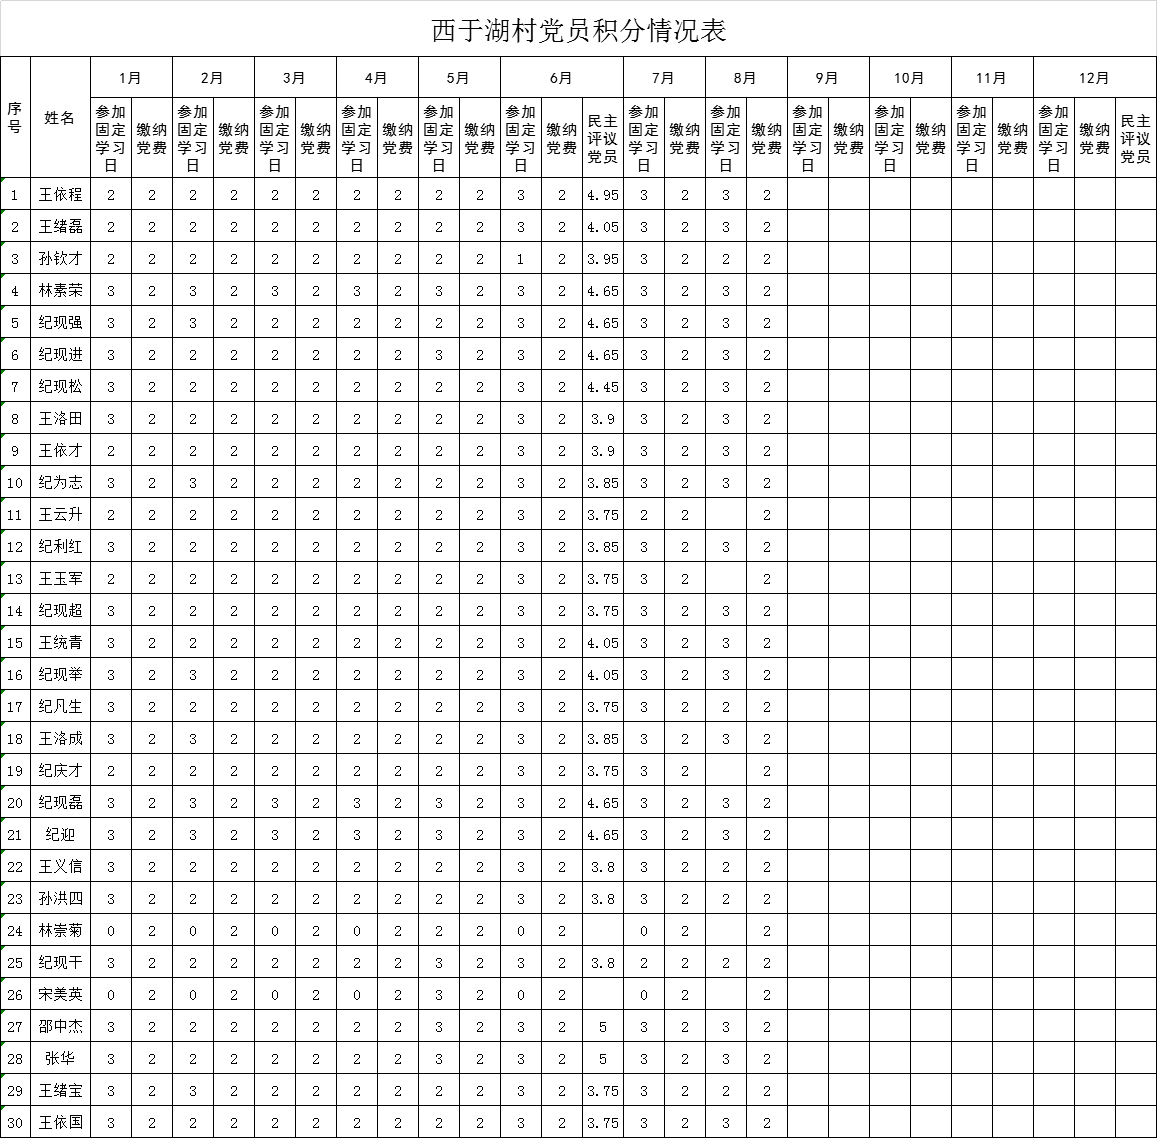 西于湖村党员积分情况表
序号 姓名 1月 2月 3月 4月 5月 6月 7月 8月 9月 10月 11月 12月
参加固定学习日 缴纳党费 参加固定学习日 缴纳党费 参加固定学习日 缴纳党费 参加固定学习日 缴纳党费 参加固定学习日 缴纳党费 参加固定学习日 缴纳党费 民主评议党员 参加固定学习日 缴纳党费 参加固定学习日 缴纳党费 参加固定学习日 缴纳党费 参加固定学习日 缴纳党费 参加固定学习日 缴纳党费 参加固定学习日 缴纳党费 民主评议党员
1 王依程 2 2 2 2 2 2 2 2 2 2 3 2 4.95 3 2 3 2
2 王绪磊 2 2 2 2 2 2 2 2 2 2 3 2 4.05 3 2 3 2
3 孙钦才 2 2 2 2 2 2 2 2 2 2 1 2 3.95 3 2 2 2
4 林素荣 3 2 3 2 3 2 3 2 3 2 3 2 4.65 3 2 3 2
5 纪现强 3 2 3 2 2 2 2 2 2 2 3 2 4.65 3 2 3 2
6 纪现进 3 2 2 2 2 2 2 2 3 2 3 2 4.65 3 2 3 2
7 纪现松 3 2 2 2 2 2 2 2 2 2 3 2 4.45 3 2 3 2
8 王洛田 3 2 2 2 2 2 2 2 2 2 3 2 3.9 3 2 3 2
9 王依才 2 2 2 2 2 2 2 2 2 2 3 2 3.9 3 2 3 2
10 纪为志 3 2 3 2 2 2 2 2 2 2 3 2 3.85 3 2 3 2
11 王云升 2 2 2 2 2 2 2 2 2 2 3 2 3.75 2 2 2
12 纪利红 3 2 2 2 2 2 2 2 2 2 3 2 3.85 3 2 3 2
13 王玉军 2 2 2 2 2 2 2 2 2 2 3 2 3.75 3 2 2
14 纪现超 3 2 2 2 2 2 2 2 2 2 3 2 3.75 3 2 3 2
15 王统青 3 2 2 2 2 2 2 2 2 2 3 2 4.05 3 2 3 2
16 纪现举 3 2 3 2 2 2 2 2 2 2 3 2 4.05 3 2 3 2
17 纪凡生 3 2 2 2 2 2 2 2 2 2 3 2 3.75 3 2 2 2
18 王洛成 3 2 3 2 2 2 2 2 2 2 3 2 3.85 3 2 3 2
19 纪庆才 2 2 2 2 2 2 2 2 2 2 3 2 3.75 3 2 2
20 纪现磊 3 2 3 2 3 2 3 2 3 2 3 2 4.65 3 2 3 2
21 纪迎 3 2 3 2 3 2 3 2 3 2 3 2 4.65 3 2 3 2
22 王义信 3 2 2 2 2 2 2 2 2 2 3 2 3.8 3 2 2 2
23 孙洪四 3 2 2 2 2 2 2 2 2 2 3 2 3.8 3 2 2 2
24 林崇菊 0 2 0 2 0 2 0 2 2 2 0 2 0 2 2
25 纪现干 3 2 2 2 2 2 2 2 3 2 3 2 3.8 2 2 2 2
26 宋美英 0 2 0 2 0 2 0 2 3 2 0 2 0 2 2
27 邵中杰 3 2 2 2 2 2 2 2 3 2 3 2 5 3 2 3 2
28 张华 3 2 2 2 2 2 2 2 3 2 3 2 5 3 2 3 2
29 王绪宝 3 2 3 2 2 2 2 2 2 2 3 2 3.75 3 2 2 2
30 王依国 3 2 2 2 2 2 2 2 2 2 3 2 3.75 3 2 3 2